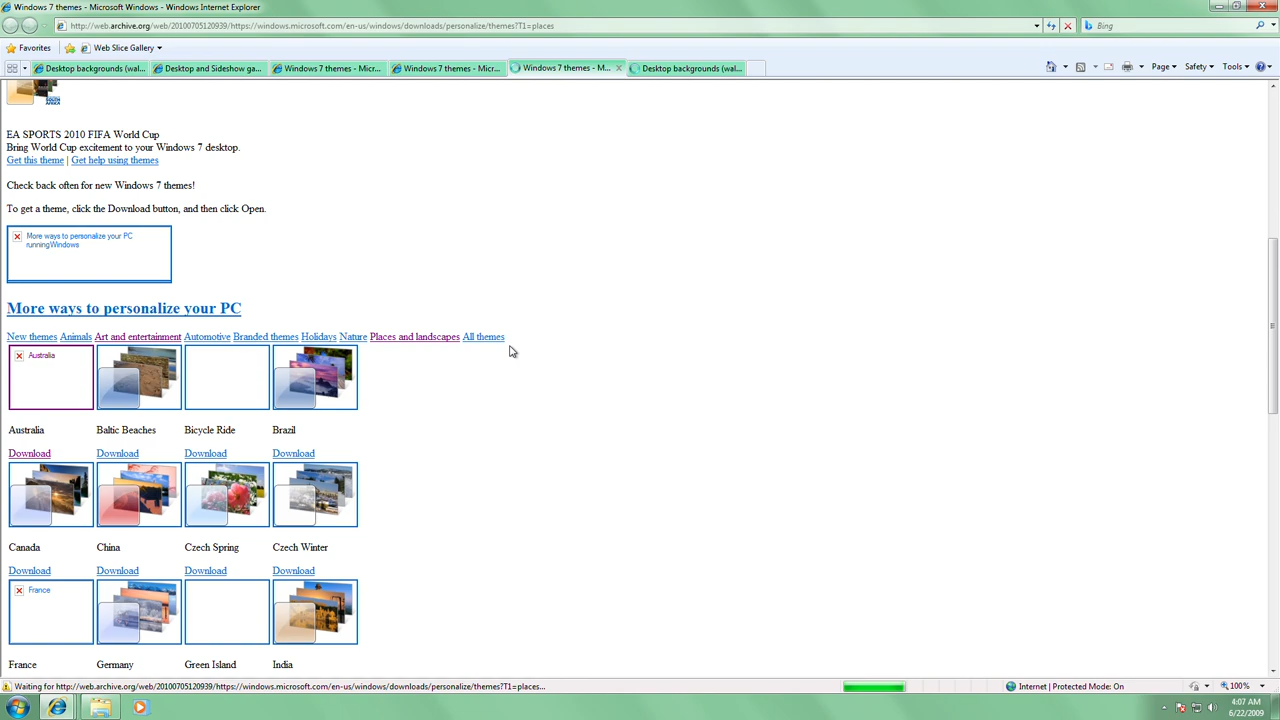 Windows 7 themes - Microsoft Windows - Windows Internet Explorer
http://web.archive.org/web/20100705120939/https://windows.microsoft.com/en-us/windows/downloads/personalize/themes?T1=places
Bing
Favorites
Web Slice Gallery
Desktop backgrounds (wal...
Desktop and Sideshow ga...
Windows 7 themes - Micr...
Windows 7 themes - Micr...
Windows 7 themes - M...
Desktop backgrounds (wal...
Page
Safety
Tools
SOUTH
AFRICA
EA SPORTS 2010 FIFA World Cup
Bring World Cup excitement to your Windows 7 desktop.
Get this theme | Get help using themes
Check back often for new Windows 7 themes!
To get a theme, click the Download button, and then click Open.
More ways to personalize your PC
runningWindows
More ways to personalize your PC
New themes Animals Art and entertainment Automotive Branded themes Holidays Nature Places and landscapes All themes
Australia
Australia Baltic Beaches Bicycle Ride Brazil
Download Download Download Download
Canada China Czech Spring Czech Winter
Download Download Download Download
France
France Germany Green Island India
Waiting for http://web.archive.org/web/20100705120939/https://windows.microsoft.com/en-us/windows/downloads/personalize/themes?T1=places...
Internet | Protected Mode: On
100%
4:07 AM
6/22/2009